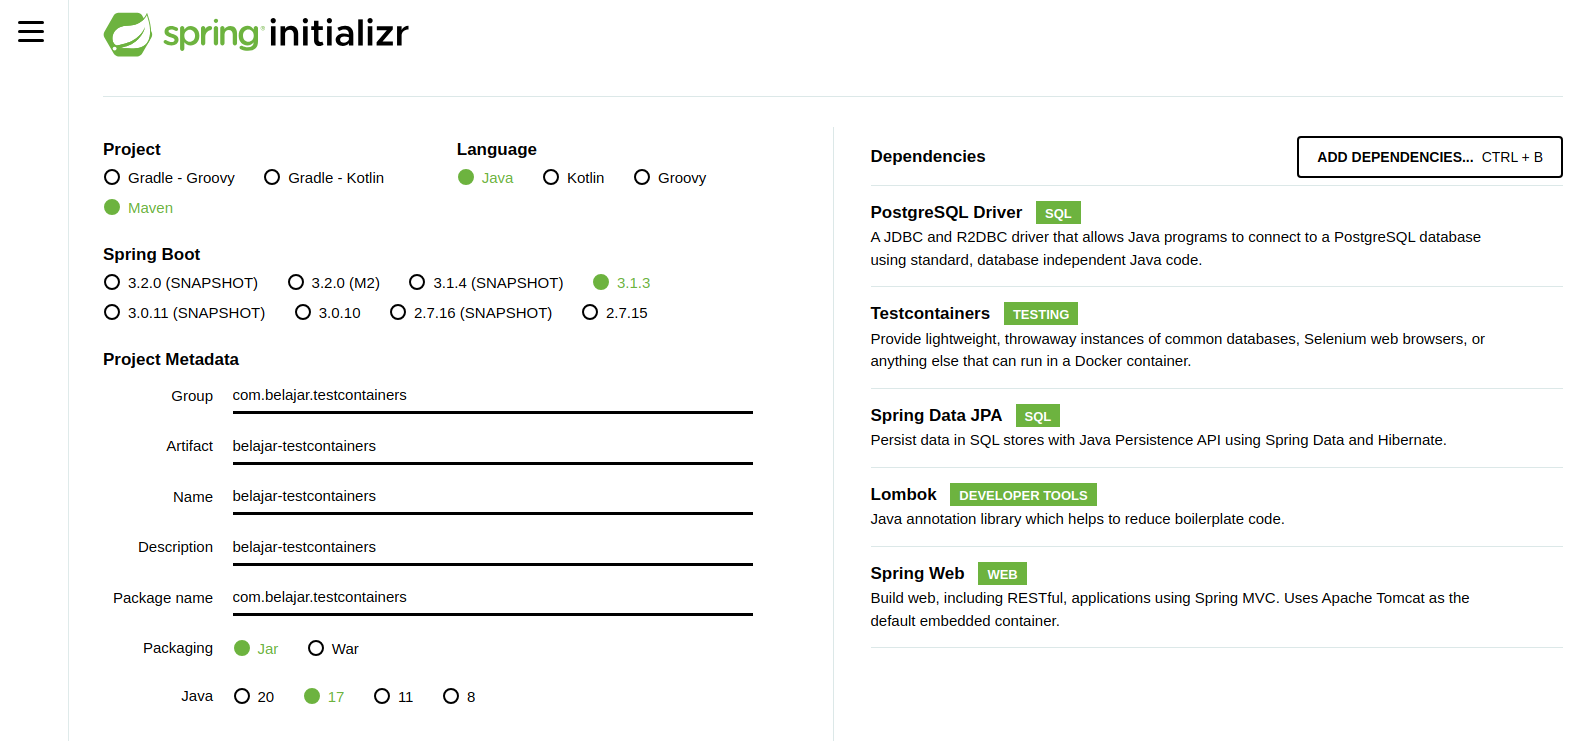 spring initializr
Project
Gradle - Groovy
Gradle - Kotlin
Maven
Language
Java
Kotlin
Groovy
Spring Boot
3.2.0 (SNAPSHOT)
3.2.0 (M2)
3.1.4 (SNAPSHOT)
3.1.3
3.0.11 (SNAPSHOT)
3.0.10
2.7.16 (SNAPSHOT)
2.7.15
Project Metadata
Group com.belajar.testcontainers
Artifact belajar-testcontainers
Name belajar-testcontainers
Description belajar-testcontainers
Package name com.belajar.testcontainers
Packaging Jar War
Java 20 17 11 8
Dependencies
ADD DEPENDENCIES... CTRL + B
PostgreSQL Driver SQL
A JDBC and R2DBC driver that allows Java programs to connect to a PostgreSQL database
using standard, database independent Java code.
Testcontainers TESTING
Provide lightweight, throwaway instances of common databases, Selenium web browsers, or
anything else that can run in a Docker container.
Spring Data JPA SQL
Persist data in SQL stores with Java Persistence API using Spring Data and Hibernate.
Lombok DEVELOPER TOOLS
Java annotation library which helps to reduce boilerplate code.
Spring Web WEB
Build web, including RESTful, applications using Spring MVC. Uses Apache Tomcat as the
default embedded container.